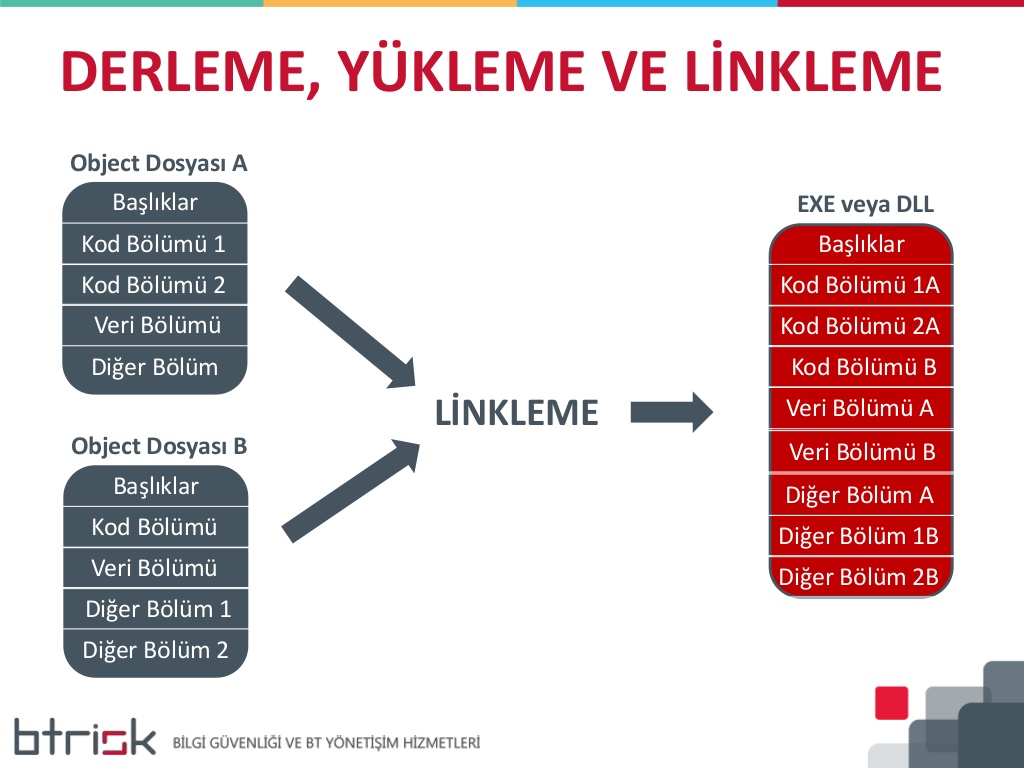 DERLEME, YÜKLEME VE LİNKLEME
Object Dosyası A
Başlıklar
Kod Bölümü 1
Kod Bölümü 2
Veri Bölümü
Diğer Bölüm
Object Dosyası B
Başlıklar
Kod Bölümü
Veri Bölümü
Diğer Bölüm 1
Diğer Bölüm 2
LİNKLEME
EXE veya DLL
Başlıklar
Kod Bölümü 1A
Kod Bölümü 2A
Kod Bölümü B
Veri Bölümü A
Veri Bölümü B
Diğer Bölüm A
Diğer Bölüm 1B
Diğer Bölüm 2B
btrisk BİLGİ GÜVENLİĞİ VE BT YÖNETİŞİM HİZMETLERİ